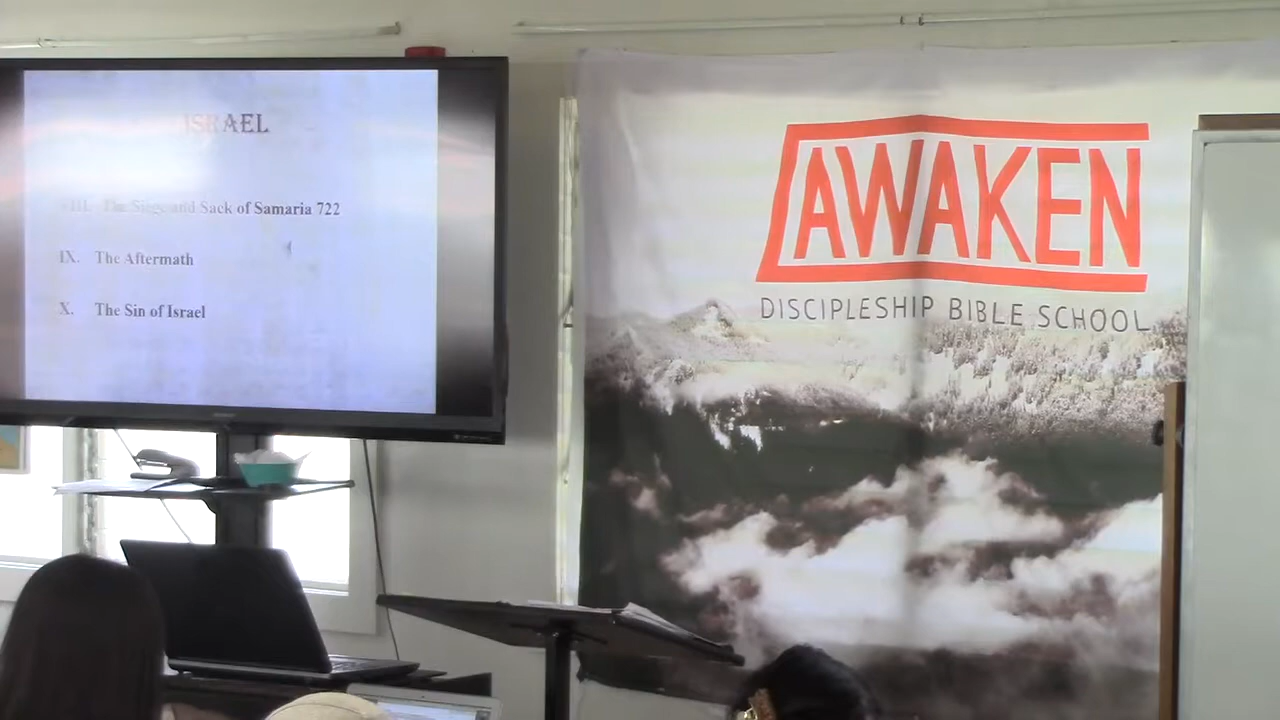 ISRAEL
VIII. The Siege and Sack of Samaria 722
IX. The Aftermath
X. The Sin of Israel
AWAKEN
DISCIPLESHIP BIBLE SCHOOL